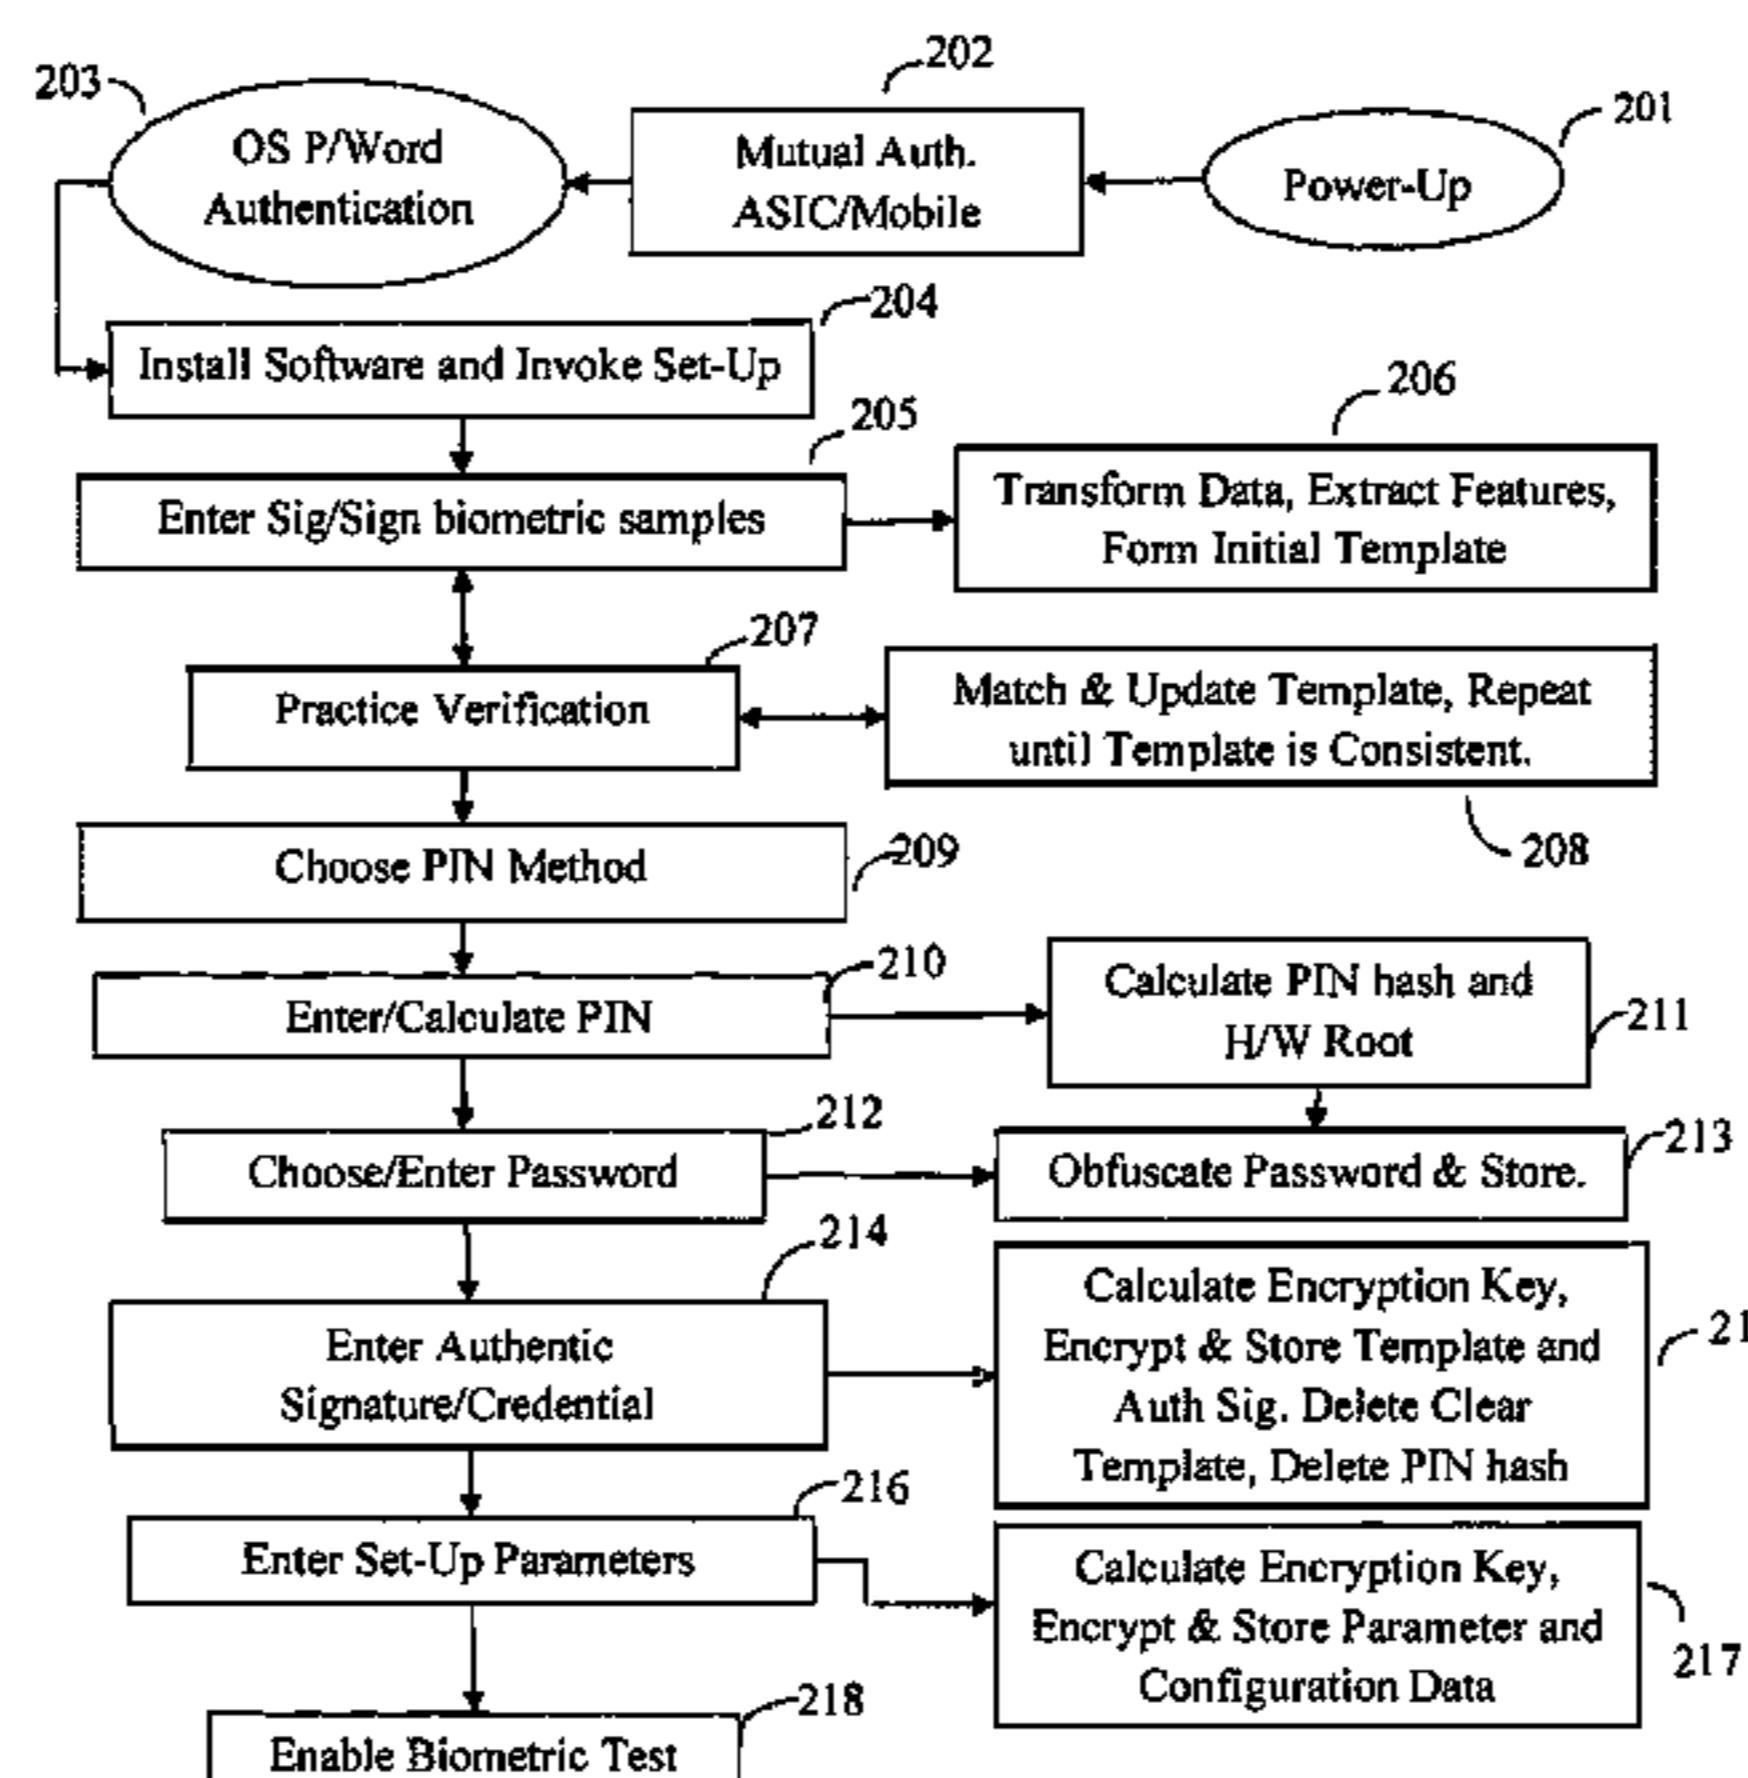 203
202
201
OS P/Word
Authentication
Mutual Auth.
ASIC/Mobile
Power-Up
204
Install Software and Invoke Set-Up
205
206
Enter Sig/Sign biometric samples
Transform Data, Extract Features,
Form Initial Template
207
Practice Verification
Match & Update Template, Repeat
until Template is Consistent.
208
Choose PIN Method
209
210
Enter/Calculate PIN
Calculate PIN hash and
H/W Root
211
212
Choose/Enter Password
Obfuscate Password & Store.
213
214
Enter Authentic
Signature/Credential
Calculate Encryption Key,
Encrypt & Store Template and
Auth Sig. Delete Clear
Template, Delete PIN hash
21
216
Enter Set-Up Parameters
Calculate Encryption Key,
Encrypt & Store Parameter and
Configuration Data
217
218
Enable Biometric Test